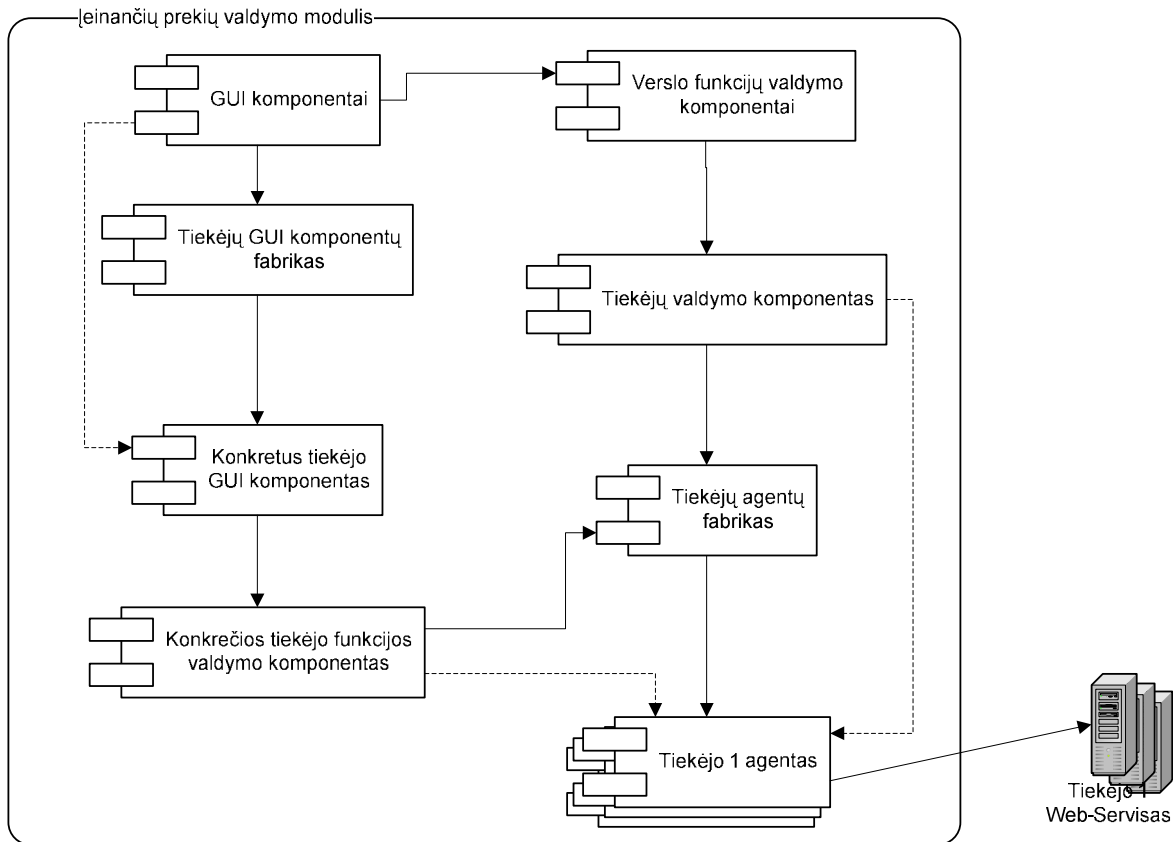 Įeinančių prekių valdymo modulis
GUI komponentai
Verslo funkcijų valdymo
komponentai
Tiekėjų GUI komponentų
fabrikas
Tiekėjų valdymo komponentas
Konkretus tiekėjo
GUI komponentas
Tiekėjų agentų
fabrikas
Konkrečios tiekėjo funkcijos
valdymo komponentas
Tiekėjo 1 agentas
Tiekėjo 1
Web-Servisas